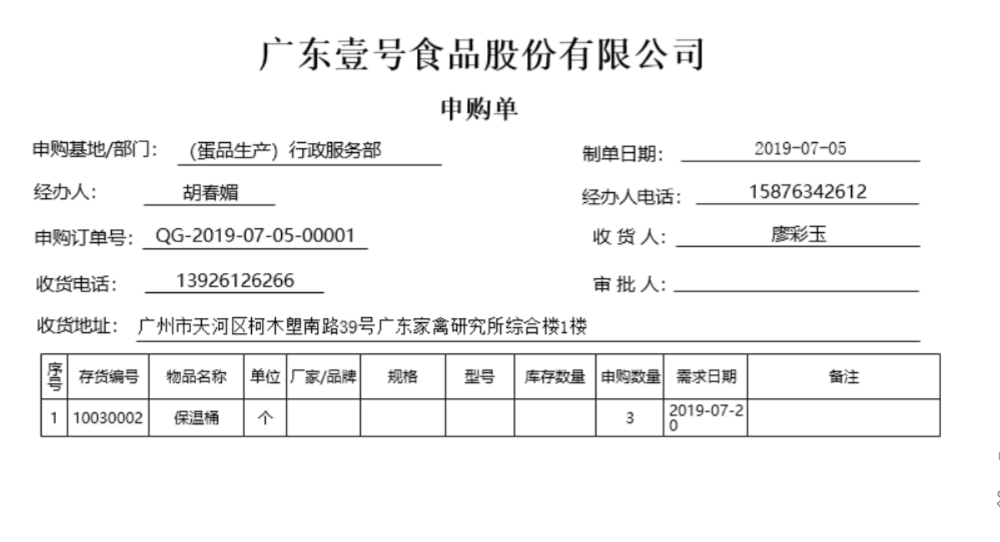 广东壹号食品股份有限公司
申购单
申购基地/部门： （蛋品生产）行政服务部 制单日期： 2019-07-05
经办人： 胡春媚 经办人电话： 15876342612
申购订单号： QG-2019-07-05-00001 收 货 人： 廖彩玉
收货电话： 13926126266 审 批 人：
收货地址： 广州市天河区柯木塱南路39号广东家禽研究所综合楼1楼
序号 存货编号 物品名称 单位 厂家/品牌 规格 型号 库存数量 申购数量 需求日期 备注
1 10030002 保温桶 个 3 2019-07-20